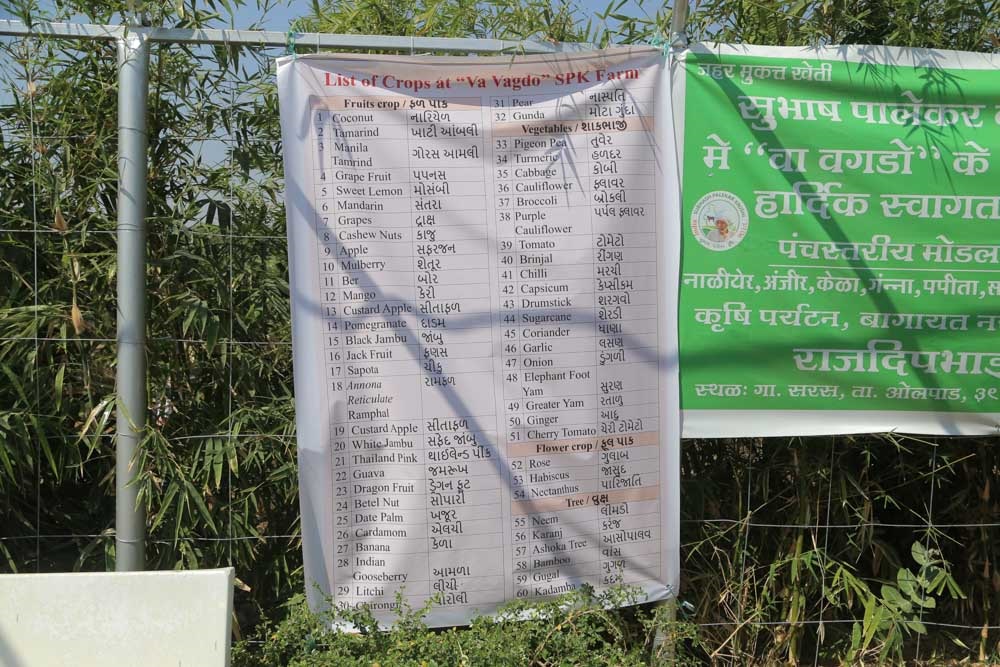 List of Crops at "Va Vagdo" SPK Farm
Fruits crop / ફળ પાક
1 Coconut નારિયેળ
2 Tamarind ખાટી આંબલી
3 Manila
Tamrind ગોરસ આમલી
4 Grape Fruit પપનસ
5 Sweet Lemon મોસંબી
6 Mandarin સંતરા
7 Grapes દ્રાક્ષ
8 Cashew Nuts કાજુ
9 Apple સફરજન
10 Mulberry શેતૂર
11 Ber બોર
12 Mango કેરી
13 Custard Apple સીતાફળ
14 Pomegranate દાડમ
15 Black Jambu જાંબુ
16 Jack Fruit ફણસ
17 Sapota ચીકુ
18 Annona રામફળ
Reticulate
Ramphal
19 Custard Apple સીતાફળ
20 White Jambu સફેદ જાંબુ
21 Thailand Pink થાઈલેન્ડ પીંક
22 Guava જમરૂખ
23 Dragon Fruit ડ્રેગન ફ્રુટ
24 Betel Nut સોપારી
25 Date Palm ખજૂર
26 Cardamom એલચી
27 Banana કેળા
28 Indian
Gooseberry આમળા
29 Litchi લીચી
30 Chirongi ચારોલી
31 Pear નાસ્પતિ
32 Gunda મોટા ગુંદા
Vegetables / શાકભાજી
33 Pigeon Pea તુવેર
34 Turmeric હળદર
35 Cabbage કોબી
36 Cauliflower ફ્લાવર
37 Broccoli બ્રોકલી
38 Purple પર્પલ ફ્લાવર
Cauliflower
39 Tomato ટોમેટો
40 Brinjal રીંગણ
41 Chilli મરચી
42 Capsicum કેપ્સીકમ
43 Drumstick શરગવો
44 Sugarcane શેરડી
45 Coriander ધાણા
46 Garlic લસણ
47 Onion ડુંગળી
48 Elephant Foot
Yam સુરણ
49 Greater Yam રતાળુ
50 Ginger આદુ
51 Cherry Tomato ચેરી ટોમેટો
Flower crop / ફૂલ પાક
52 Rose ગુલાબ
53 Habiscus જાસુદ
54 Nectanthus પારિજાતિ
Tree / વૃક્ષ
55 Neem લીમડો
56 Karanj કરંજ
57 Ashoka Tree આસોપાલવ
58 Bamboo વાંસ
59 Gugal ગુગળ
60 Kadamba કદમ
जहर मुकत्त खेती
सुभाष पालेकर
मे "वा वगडो" के
हार्दिक स्वागत
पंचस्तरीय मोडल
नाळीयेर, अंजीर, केळा, गन्ना, पपीता,
कृषि पर्यटन, बागायत
राजदिपभाई
स्थळः गा. सरस, ता. ओलपाड, ३९